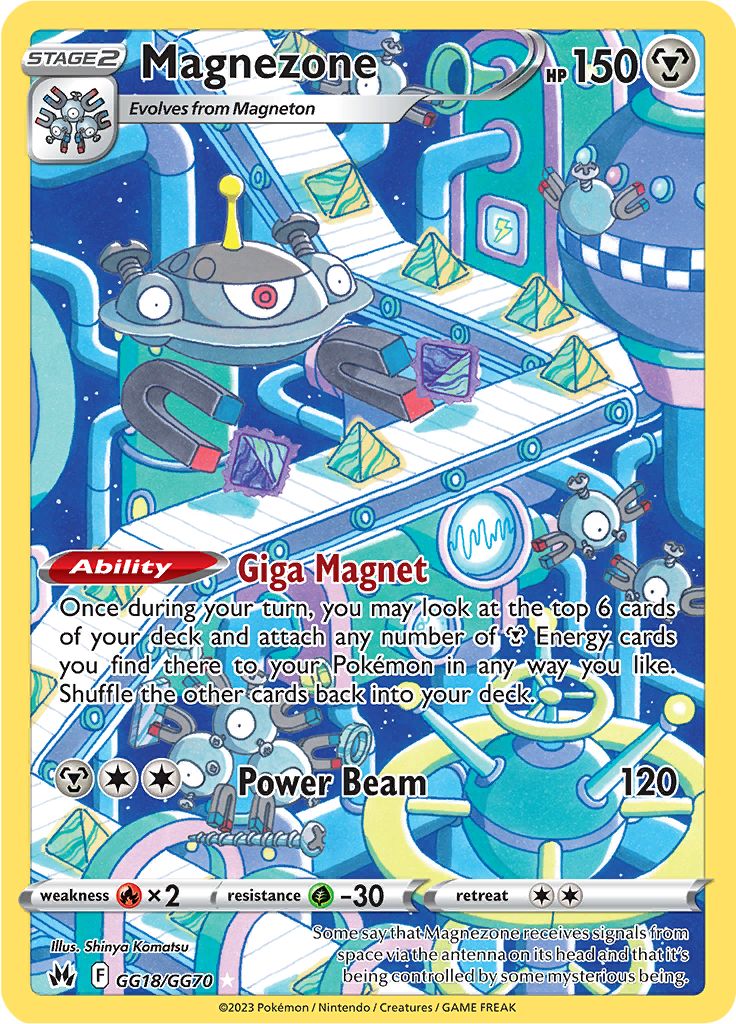 STAGE2 Magnezone HP 150
Evolves from Magneton
Ability Giga Magnet
Once during your turn, you may look at the top 6 cards
of your deck and attach any number of Energy cards
you find there to your Pokémon in any way you like.
Shuffle the other cards back into your deck.
Power Beam 120
weakness ×2 resistance -30 retreat
Illus. Shinya Komatsu
Some say that Magnezone receives signals from
space via the antenna on its head and that it's
being controlled by some mysterious being.
F GG18/GG70
©2023 Pokémon / Nintendo / Creatures / GAME FREAK